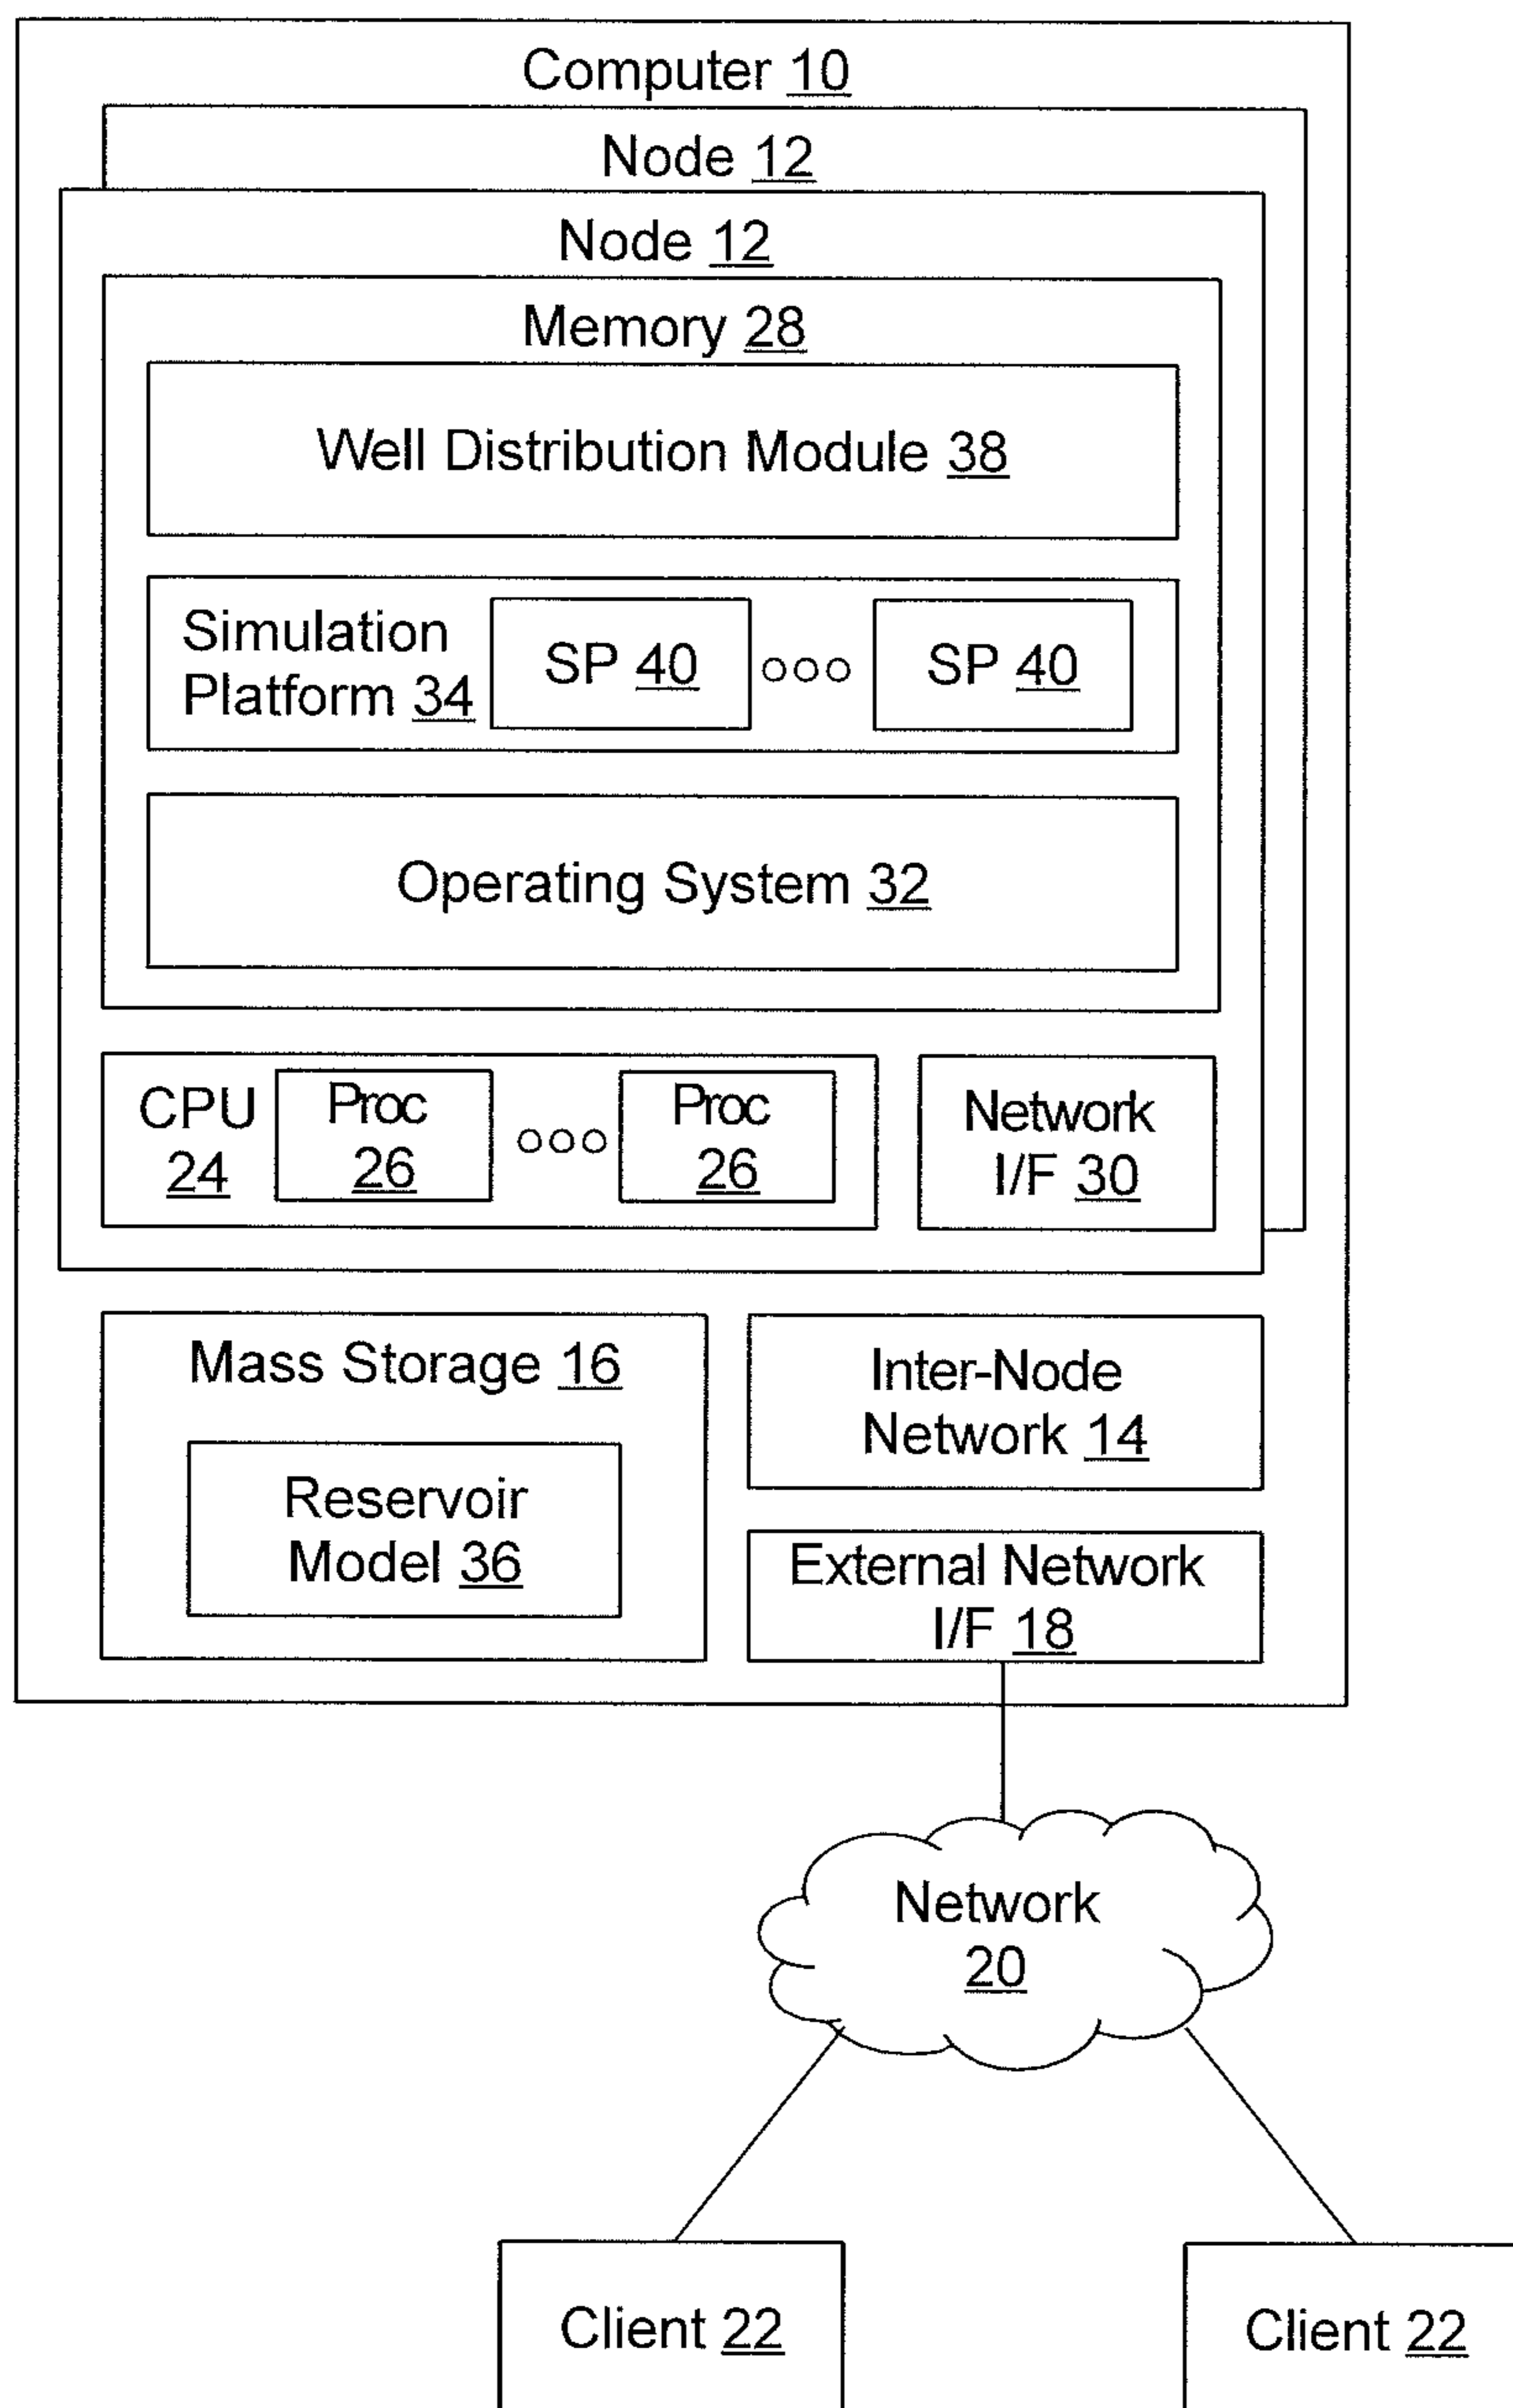 Computer 10
Node 12
Node 12
Memory 28
Well Distribution Module 38
Simulation
Platform 34
SP 40
SP 40
Operating System 32
CPU
24
Proc
26
Proc
26
Network
I/F 30
Mass Storage 16
Reservoir
Model 36
Inter-Node
Network 14
External Network
I/F 18
Network
20
Client 22
Client 22